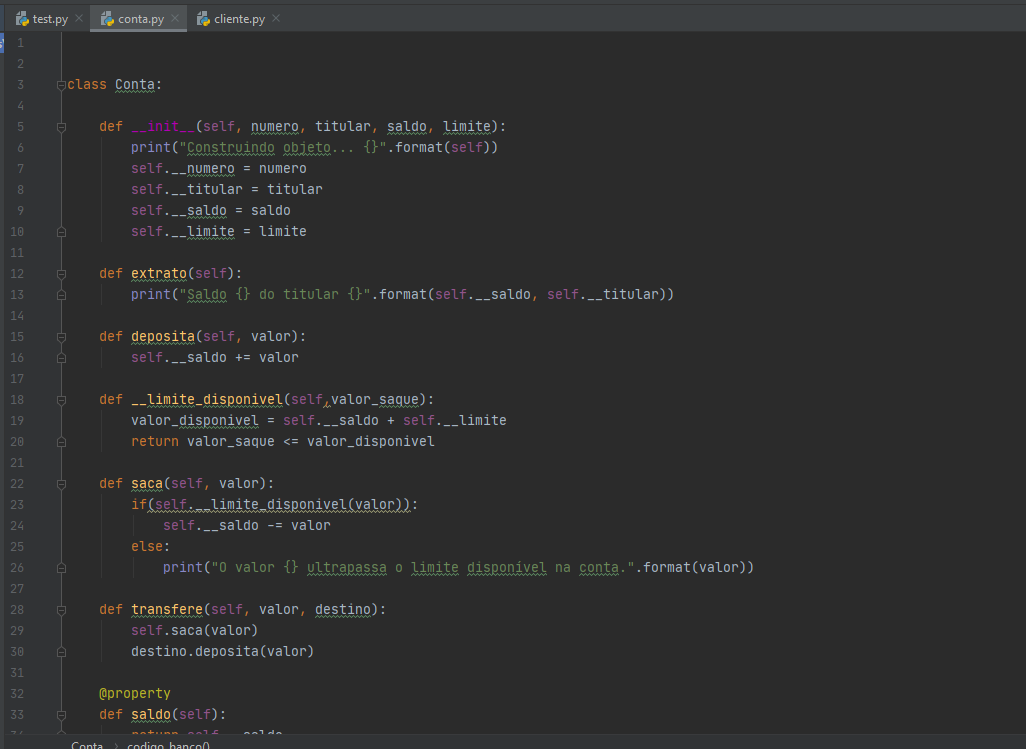 test.py
conta.py
cliente.py
1
2
3 class Conta:
4
5 def __init__(self, numero, titular, saldo, limite):
6 print("Construindo objeto... {}".format(self))
7 self.__numero = numero
8 self.__titular = titular
9 self.__saldo = saldo
10 self.__limite = limite
11
12 def extrato(self):
13 print("Saldo {} do titular {}".format(self.__saldo, self.__titular))
14
15 def deposita(self, valor):
16 self.__saldo += valor
17
18 def __limite_disponivel(self,valor_saque):
19 valor_disponivel = self.__saldo + self.__limite
20 return valor_saque <= valor_disponivel
21
22 def saca(self, valor):
23 if(self.__limite_disponivel(valor)):
24 self.__saldo -= valor
25 else:
26 print("O valor {} ultrapassa o limite disponivel na conta.".format(valor))
27
28 def transfere(self, valor, destino):
29 self.saca(valor)
30 destino.deposita(valor)
31
32 @property
33 def saldo(self):
34 return self.__saldo
Conta > codigo_banco()